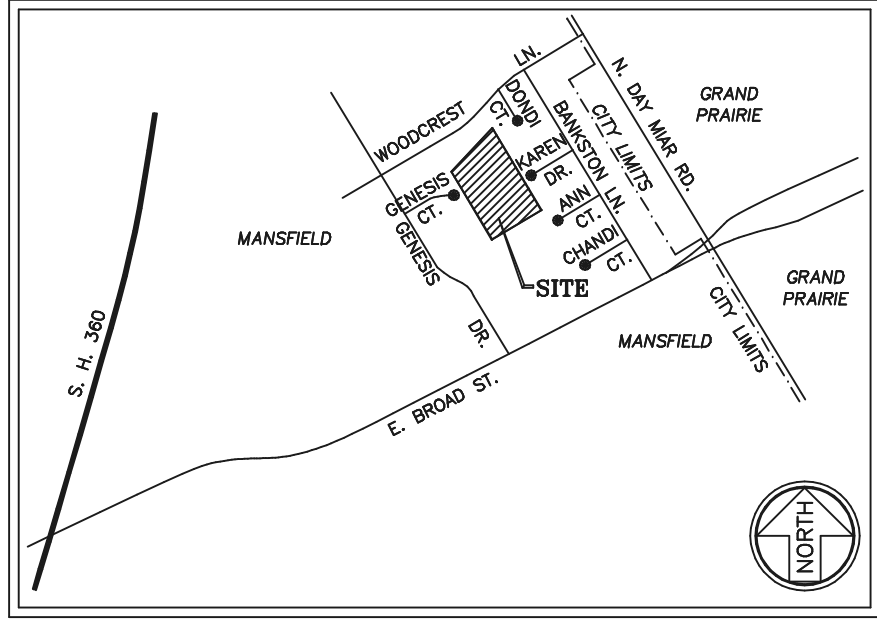 WOODCREST LN.
DONDI
CT.
N. DAY MIAR RD.
GRAND
PRAIRIE
BANKSTON LN.
CITY LIMITS
KAREN
DR.
GENESIS
CT.
ANN
CT.
GENESIS DR.
CHANDI
CT.
MANSFIELD
SITE
GRAND
PRAIRIE
CITY LIMITS
MANSFIELD
S. H. 360
E. BROAD ST.
NORTH